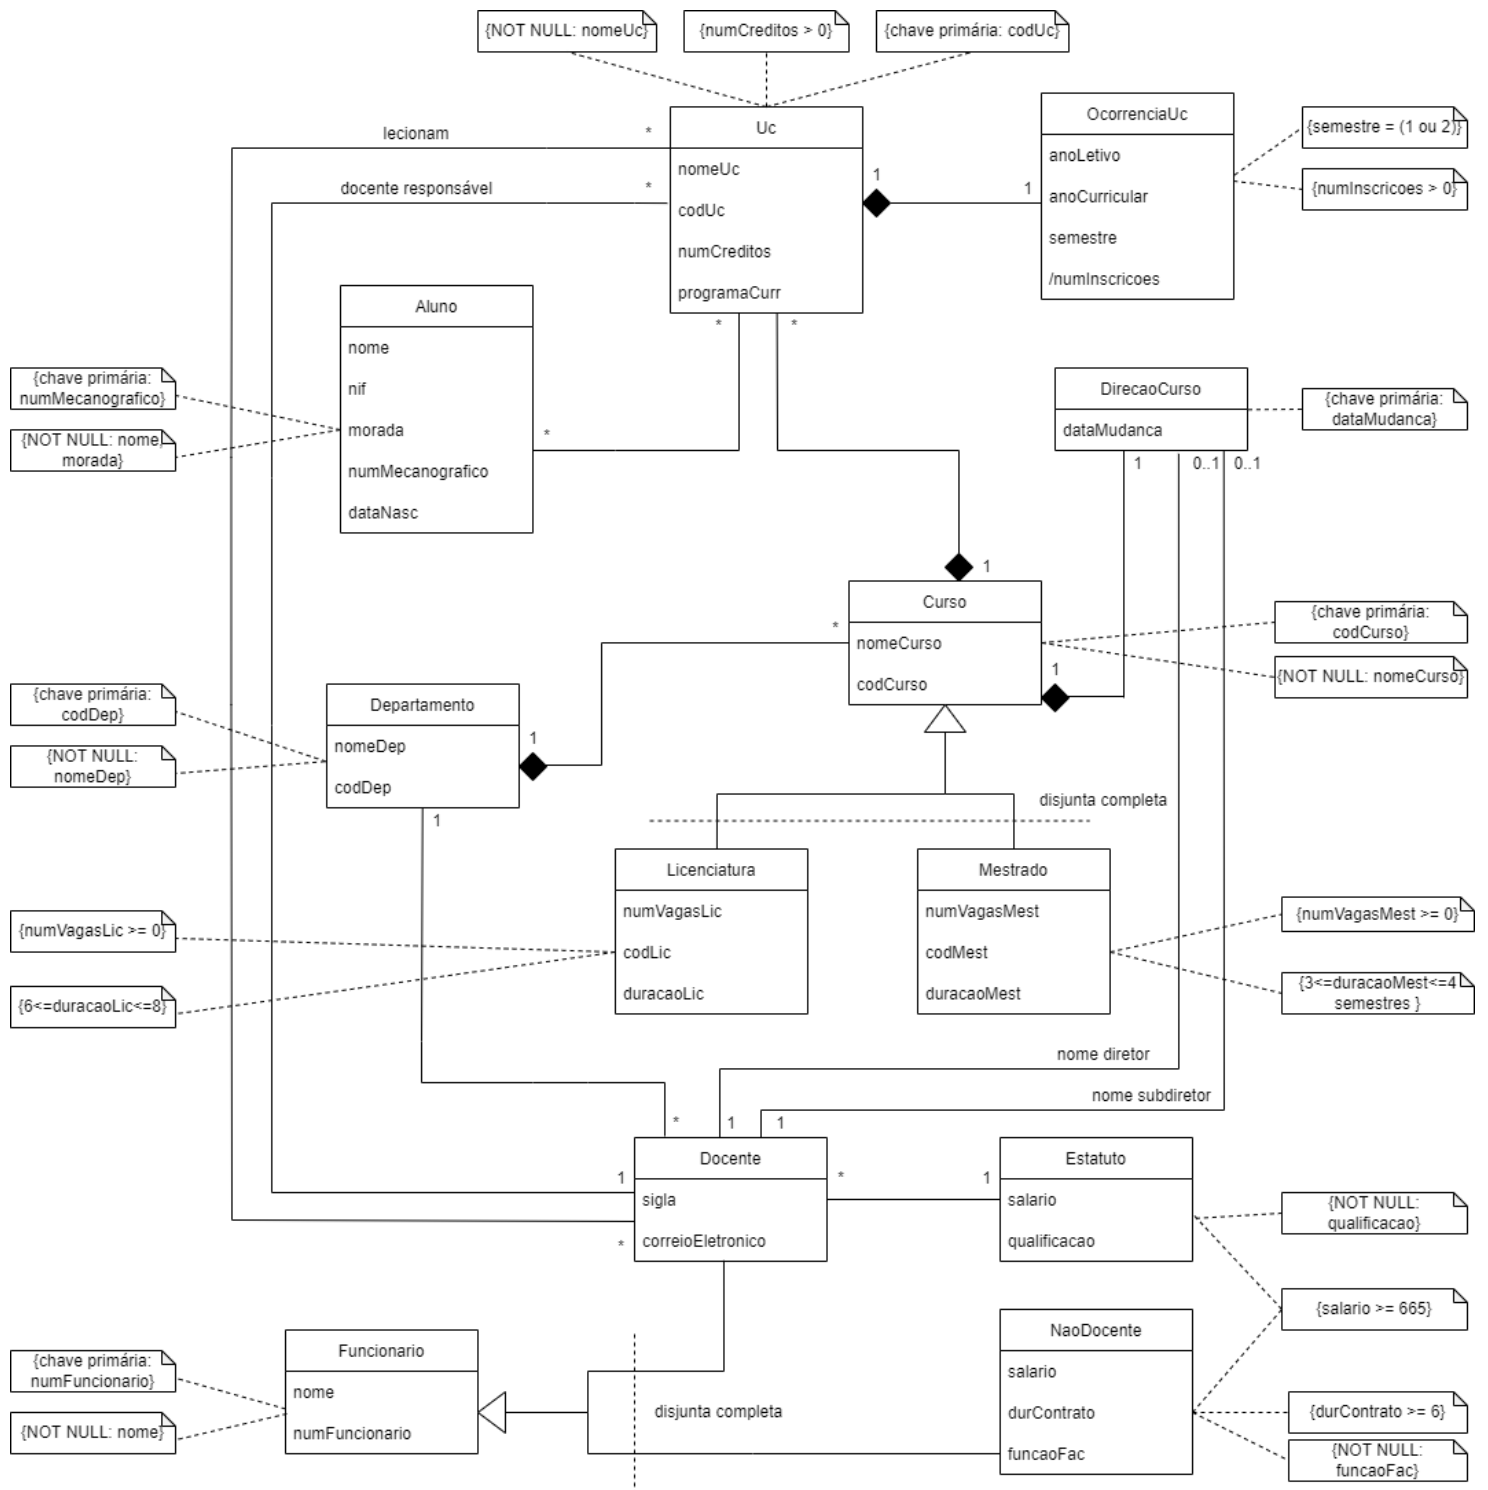 {NOT NULL: nomeUc}
{numCreditos > 0}
{chave primária: codUc}
Uc
nomeUc
codUc
numCreditos
programaCurr
OcorrenciaUc
anoLetivo
anoCurricular
semestre
/numInscricoes
{semestre = (1 ou 2)}
{numInscricoes > 0}
lecionam
*
docente responsável
*
1
1
*
*
Aluno
nome
nif
morada
numMecanografico
dataNasc
*
{chave primária:
numMecanografico}
{NOT NULL: nome,
morada}
DirecaoCurso
dataMudanca
{chave primária:
dataMudanca}
1
0..1
0..1
1
Curso
nomeCurso
codCurso
*
1
{chave primária:
codCurso}
{NOT NULL: nomeCurso}
{chave primária:
codDep}
{NOT NULL:
nomeDep}
Departamento
nomeDep
codDep
1
1
disjunta completa
Licenciatura
numVagasLic
codLic
duracaoLic
Mestrado
numVagasMest
codMest
duracaoMest
{numVagasLic >= 0}
{6<=duracaoLic<=8}
{numVagasMest >= 0}
{3<=duracaoMest<=4
semestres }
nome diretor
nome subdiretor
*
1
1
Docente
sigla
correioEletronico
1
*
*
1
Estatuto
salario
qualificacao
{NOT NULL:
qualificacao}
{salario >= 665}
NaoDocente
salario
durContrato
funcaoFac
{durContrato >= 6}
{NOT NULL:
funcaoFac}
Funcionario
nome
numFuncionario
{chave primária:
numFuncionario}
{NOT NULL: nome}
disjunta completa